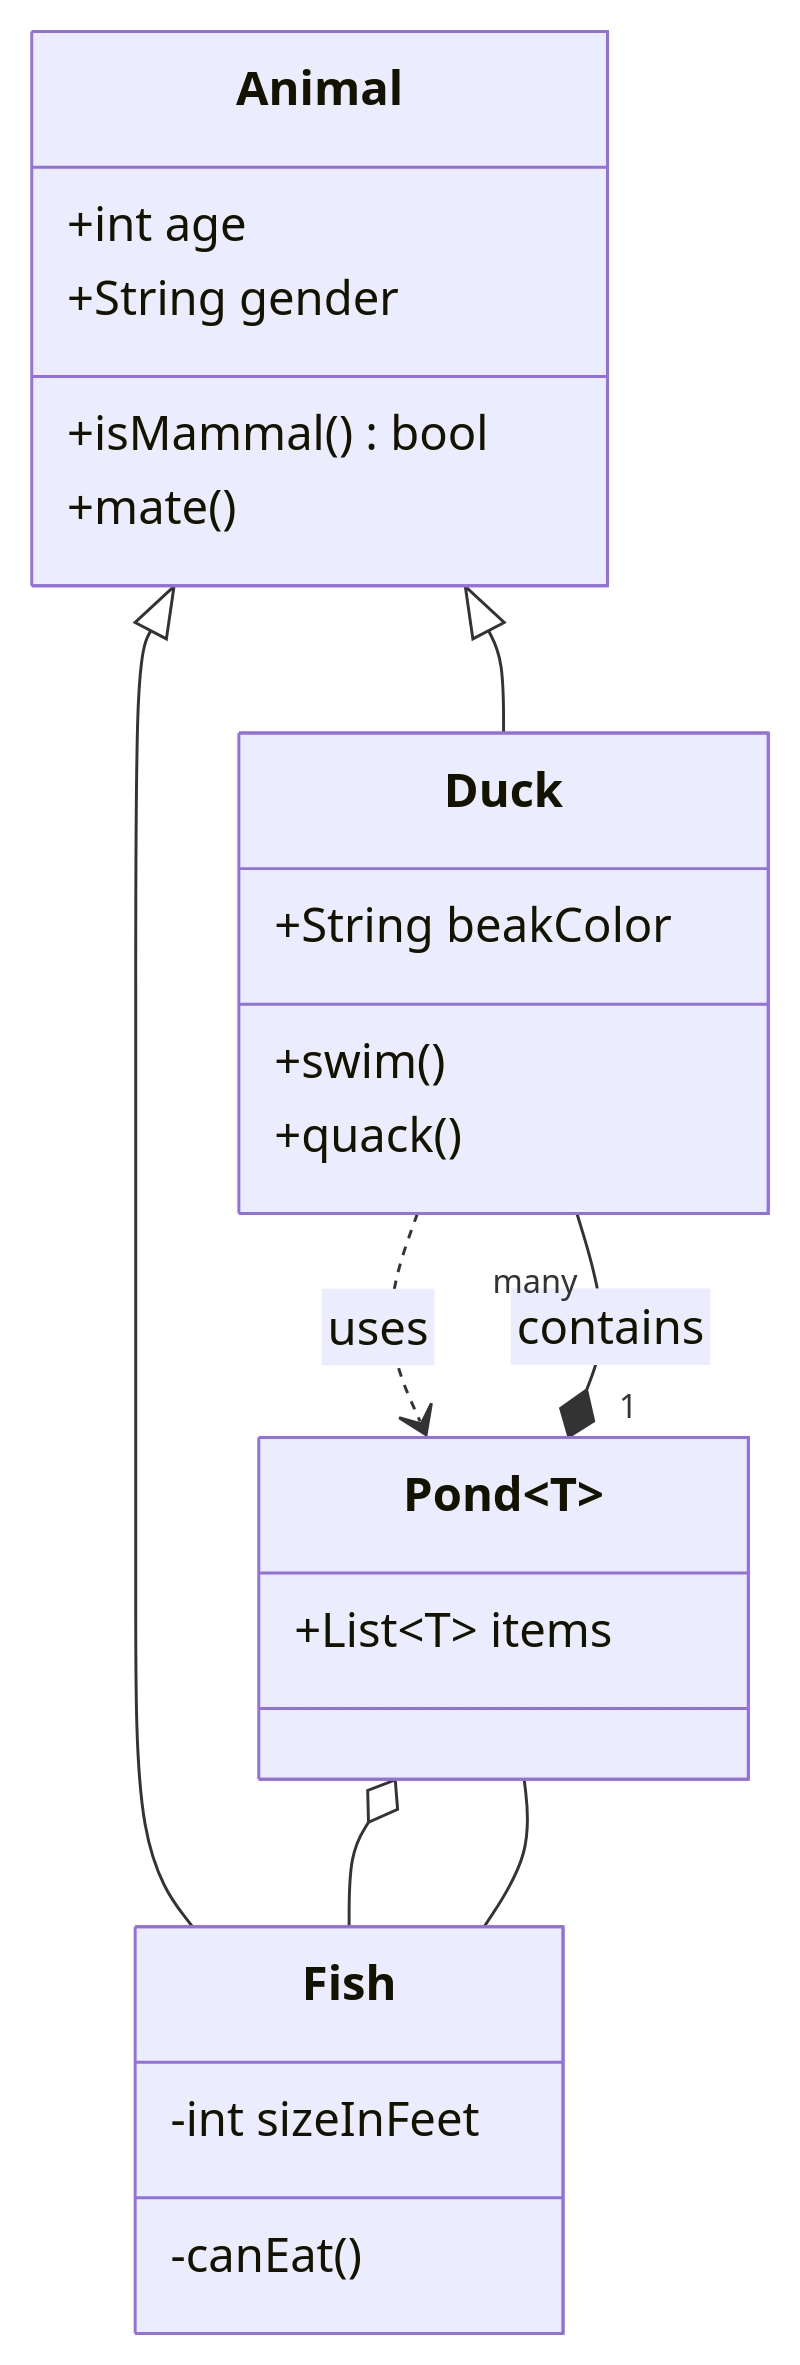 Animal
+int age
+String gender
+isMammal() : bool
+mate()
Duck
+String beakColor
+swim()
+quack()
many
uses
contains
1
Pond<T>
+List<T> items
Fish
-int sizeInFeet
-canEat()